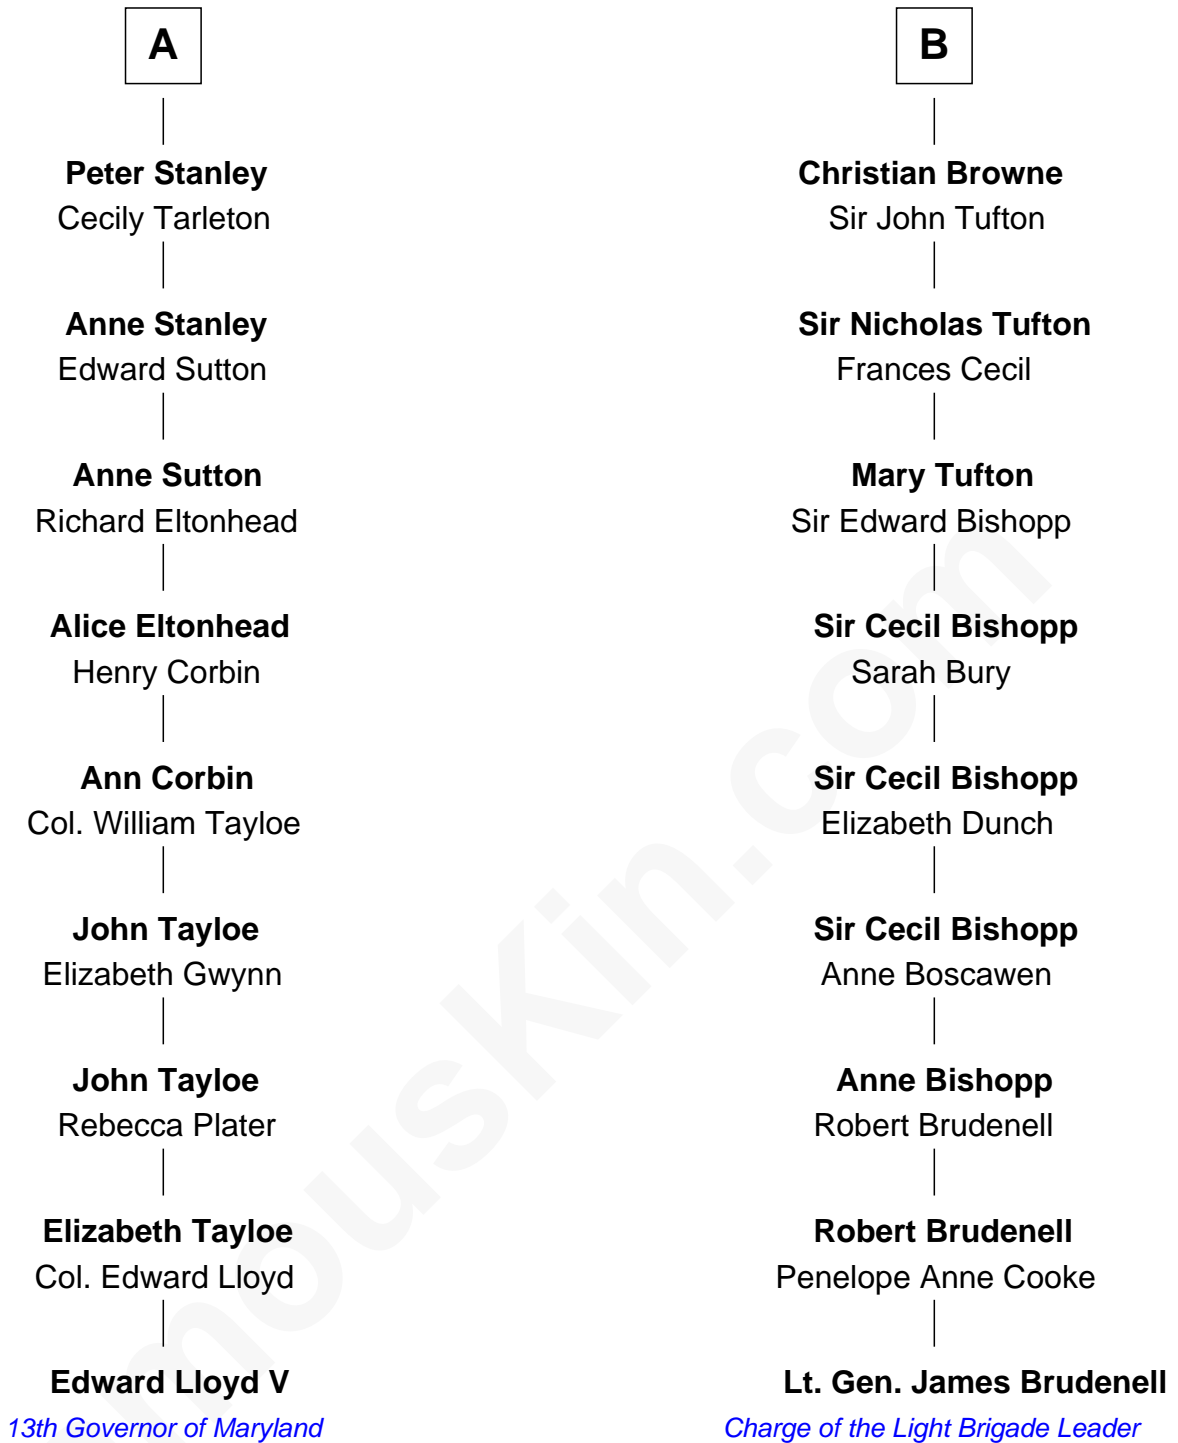 A
Peter Stanley
Cecily Tarleton
Anne Stanley
Edward Sutton
Anne Sutton
Richard Eltonhead
Alice Eltonhead
Henry Corbin
Ann Corbin
Col. William Tayloe
John Tayloe
Elizabeth Gwynn
John Tayloe
Rebecca Plater
Elizabeth Tayloe
Col. Edward Lloyd
Edward Lloyd V
13th Governor of Maryland
B
Christian Browne
Sir John Tufton
Sir Nicholas Tufton
Frances Cecil
Mary Tufton
Sir Edward Bishopp
Sir Cecil Bishopp
Sarah Bury
Sir Cecil Bishopp
Elizabeth Dunch
Sir Cecil Bishopp
Anne Boscawen
Anne Bishopp
Robert Brudenell
Robert Brudenell
Penelope Anne Cooke
Lt. Gen. James Brudenell
Charge of the Light Brigade Leader
mousKin.com